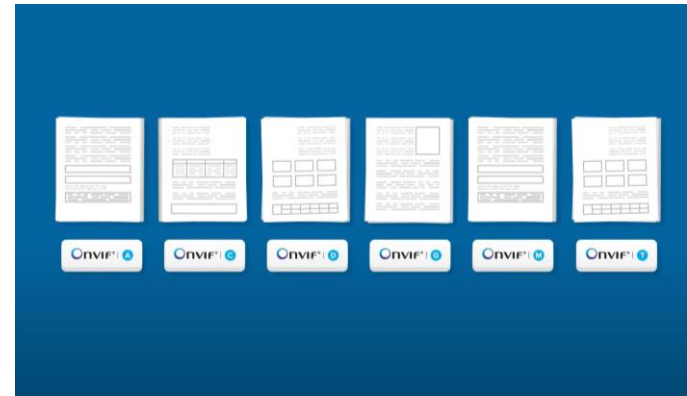 Onvif® | A
Onvif® | C
Onvif® | D
Onvif® | G
Onvif® | M
Onvif® | T